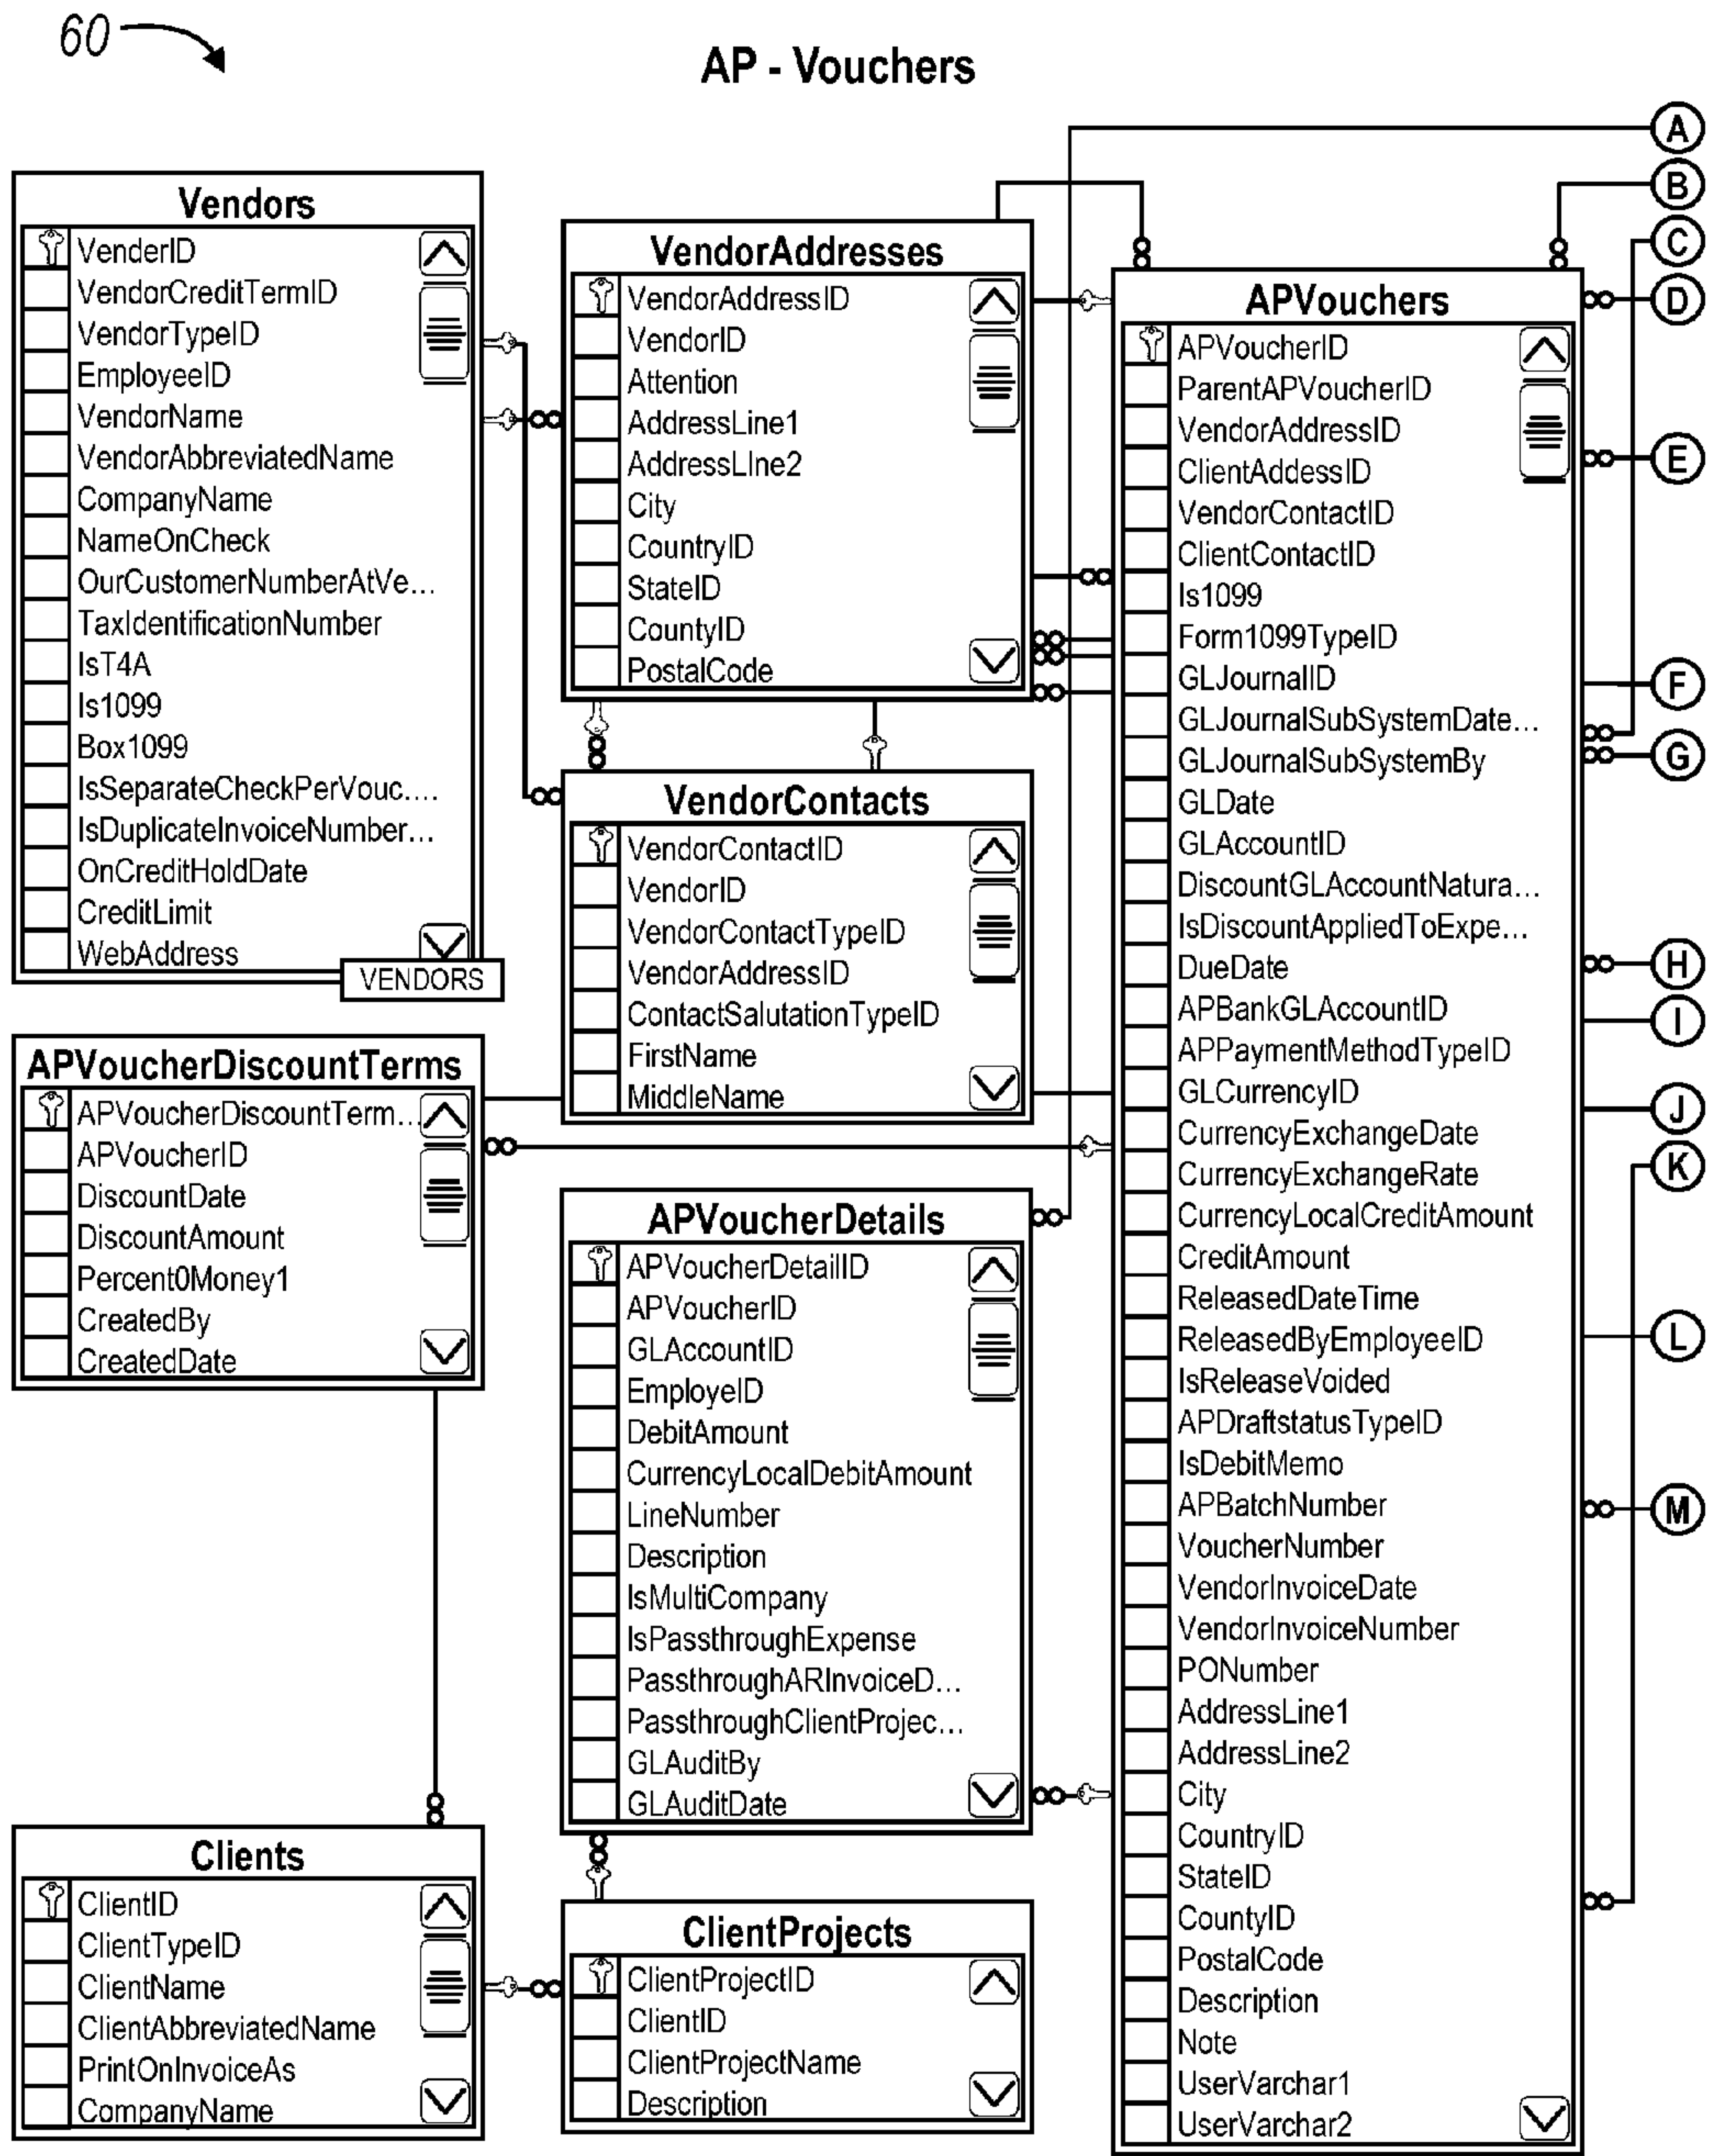 60
AP - Vouchers
A
B
C
D
E
F
G
H
I
J
K
L
M
Vendors
VenderID
VendorCreditTermID
VendorTypeID
EmployeeID
VendorName
VendorAbbreviatedName
CompanyName
NameOnCheck
OurCustomerNumberAtVe...
TaxIdentificationNumber
IsT4A
Is1099
Box1099
IsSeparateCheckPerVouc....
IsDuplicateInvoiceNumber...
OnCreditHoldDate
CreditLimit
WebAddress
VENDORS
VendorAddresses
VendorAddressID
VendorID
Attention
AddressLine1
AddressLIne2
City
CountryID
StateID
CountyID
PostalCode
VendorContacts
VendorContactID
VendorID
VendorContactTypeID
VendorAddressID
ContactSalutationTypeID
FirstName
MiddleName
APVoucherDiscountTerms
APVoucherDiscountTerm...
APVoucherID
DiscountDate
DiscountAmount
Percent0Money1
CreatedBy
CreatedDate
APVoucherDetails
APVoucherDetailID
APVoucherID
GLAccountID
EmployeID
DebitAmount
CurrencyLocalDebitAmount
LineNumber
Description
IsMultiCompany
IsPassthroughExpense
PassthroughARInvoiceD...
PassthroughClientProjec...
GLAuditBy
GLAuditDate
Clients
ClientID
ClientTypeID
ClientName
ClientAbbreviatedName
PrintOnInvoiceAs
CompanyName
ClientProjects
ClientProjectID
ClientID
ClientProjectName
Description
APVouchers
APVoucherID
ParentAPVoucherID
VendorAddressID
ClientAddessID
VendorContactID
ClientContactID
Is1099
Form1099TypeID
GLJournalID
GLJournalSubSystemDate...
GLJournalSubSystemBy
GLDate
GLAccountID
DiscountGLAccountNatura...
IsDiscountAppliedToExpe...
DueDate
APBankGLAccountID
APPaymentMethodTypeID
GLCurrencyID
CurrencyExchangeDate
CurrencyExchangeRate
CurrencyLocalCreditAmount
CreditAmount
ReleasedDateTime
ReleasedByEmployeeID
IsReleaseVoided
APDraftstatusTypeID
IsDebitMemo
APBatchNumber
VoucherNumber
VendorInvoiceDate
VendorInvoiceNumber
PONumber
AddressLine1
AddressLine2
City
CountryID
StateID
CountyID
PostalCode
Description
Note
UserVarchar1
UserVarchar2